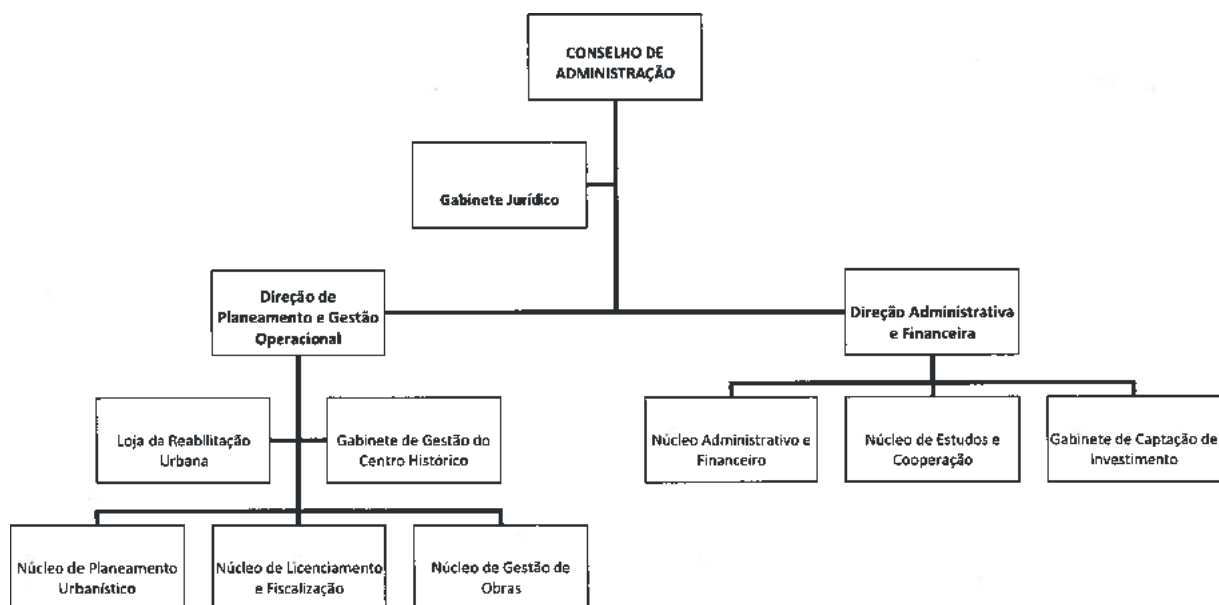 CONSELHO DE
ADMINISTRAÇÃO
Gabinete Jurídico
Direção de
Planeamento e Gestão
Operacional
Direção Administrativa
e Financeira
Loja da Reabilitação
Urbana
Gabinete de Gestão do
Centro Histórico
Núcleo Administrativo e
Financeiro
Núcleo de Estudos e
Cooperação
Gabinete de Captação de
Investimento
Núcleo de Planeamento
Urbanístico
Núcleo de Licenciamento
e Fiscalização
Núcleo de Gestão de
Obras